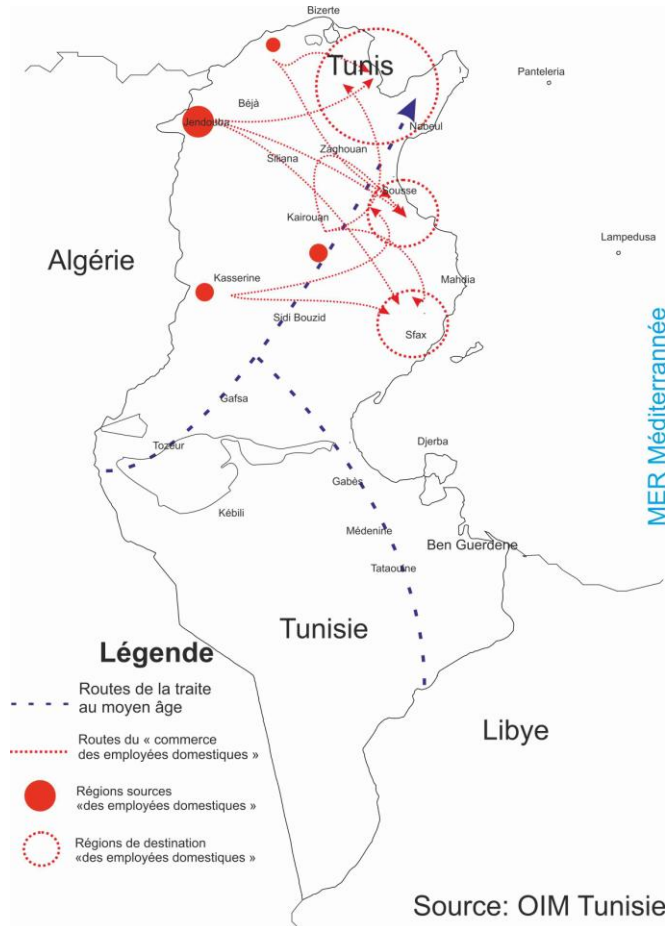 Bizerte
Tunis
Panteleria
Béjà
Jendouba
Nabeul
Zaghouan
Siliana
Sousse
Kairouan
Lampedusa
Algérie
Kasserine
Mahdia
Sidi Bouzid
Sfax
MER Méditerrannée
Gafsa
Tozeur
Djerba
Gabès
Kébili
Médenine
Ben Guerdene
Tataouine
Tunisie
Légende
Routes de la traite
au moyen âge
Libye
Routes du « commerce
des employées domestiques »
Régions sources
«des employées domestiques »
Régions de destination
«des employées domestiques »
Source: OIM Tunisie